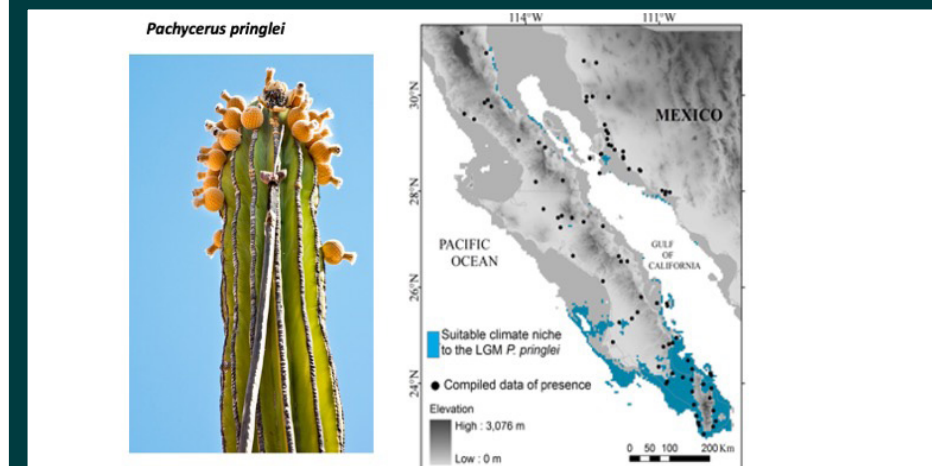 Pachycerus pringlei
114°W
111°W
30°N
MEXICO
28°N
PACIFIC
OCEAN
GULF
OF
CALIFORNIA
26°N
Suitable climate niche
to the LGM P. pringlei
Compiled data of presence
24°N
Elevation
High : 3,076 m
Low : 0 m
0 50 100 200 Km